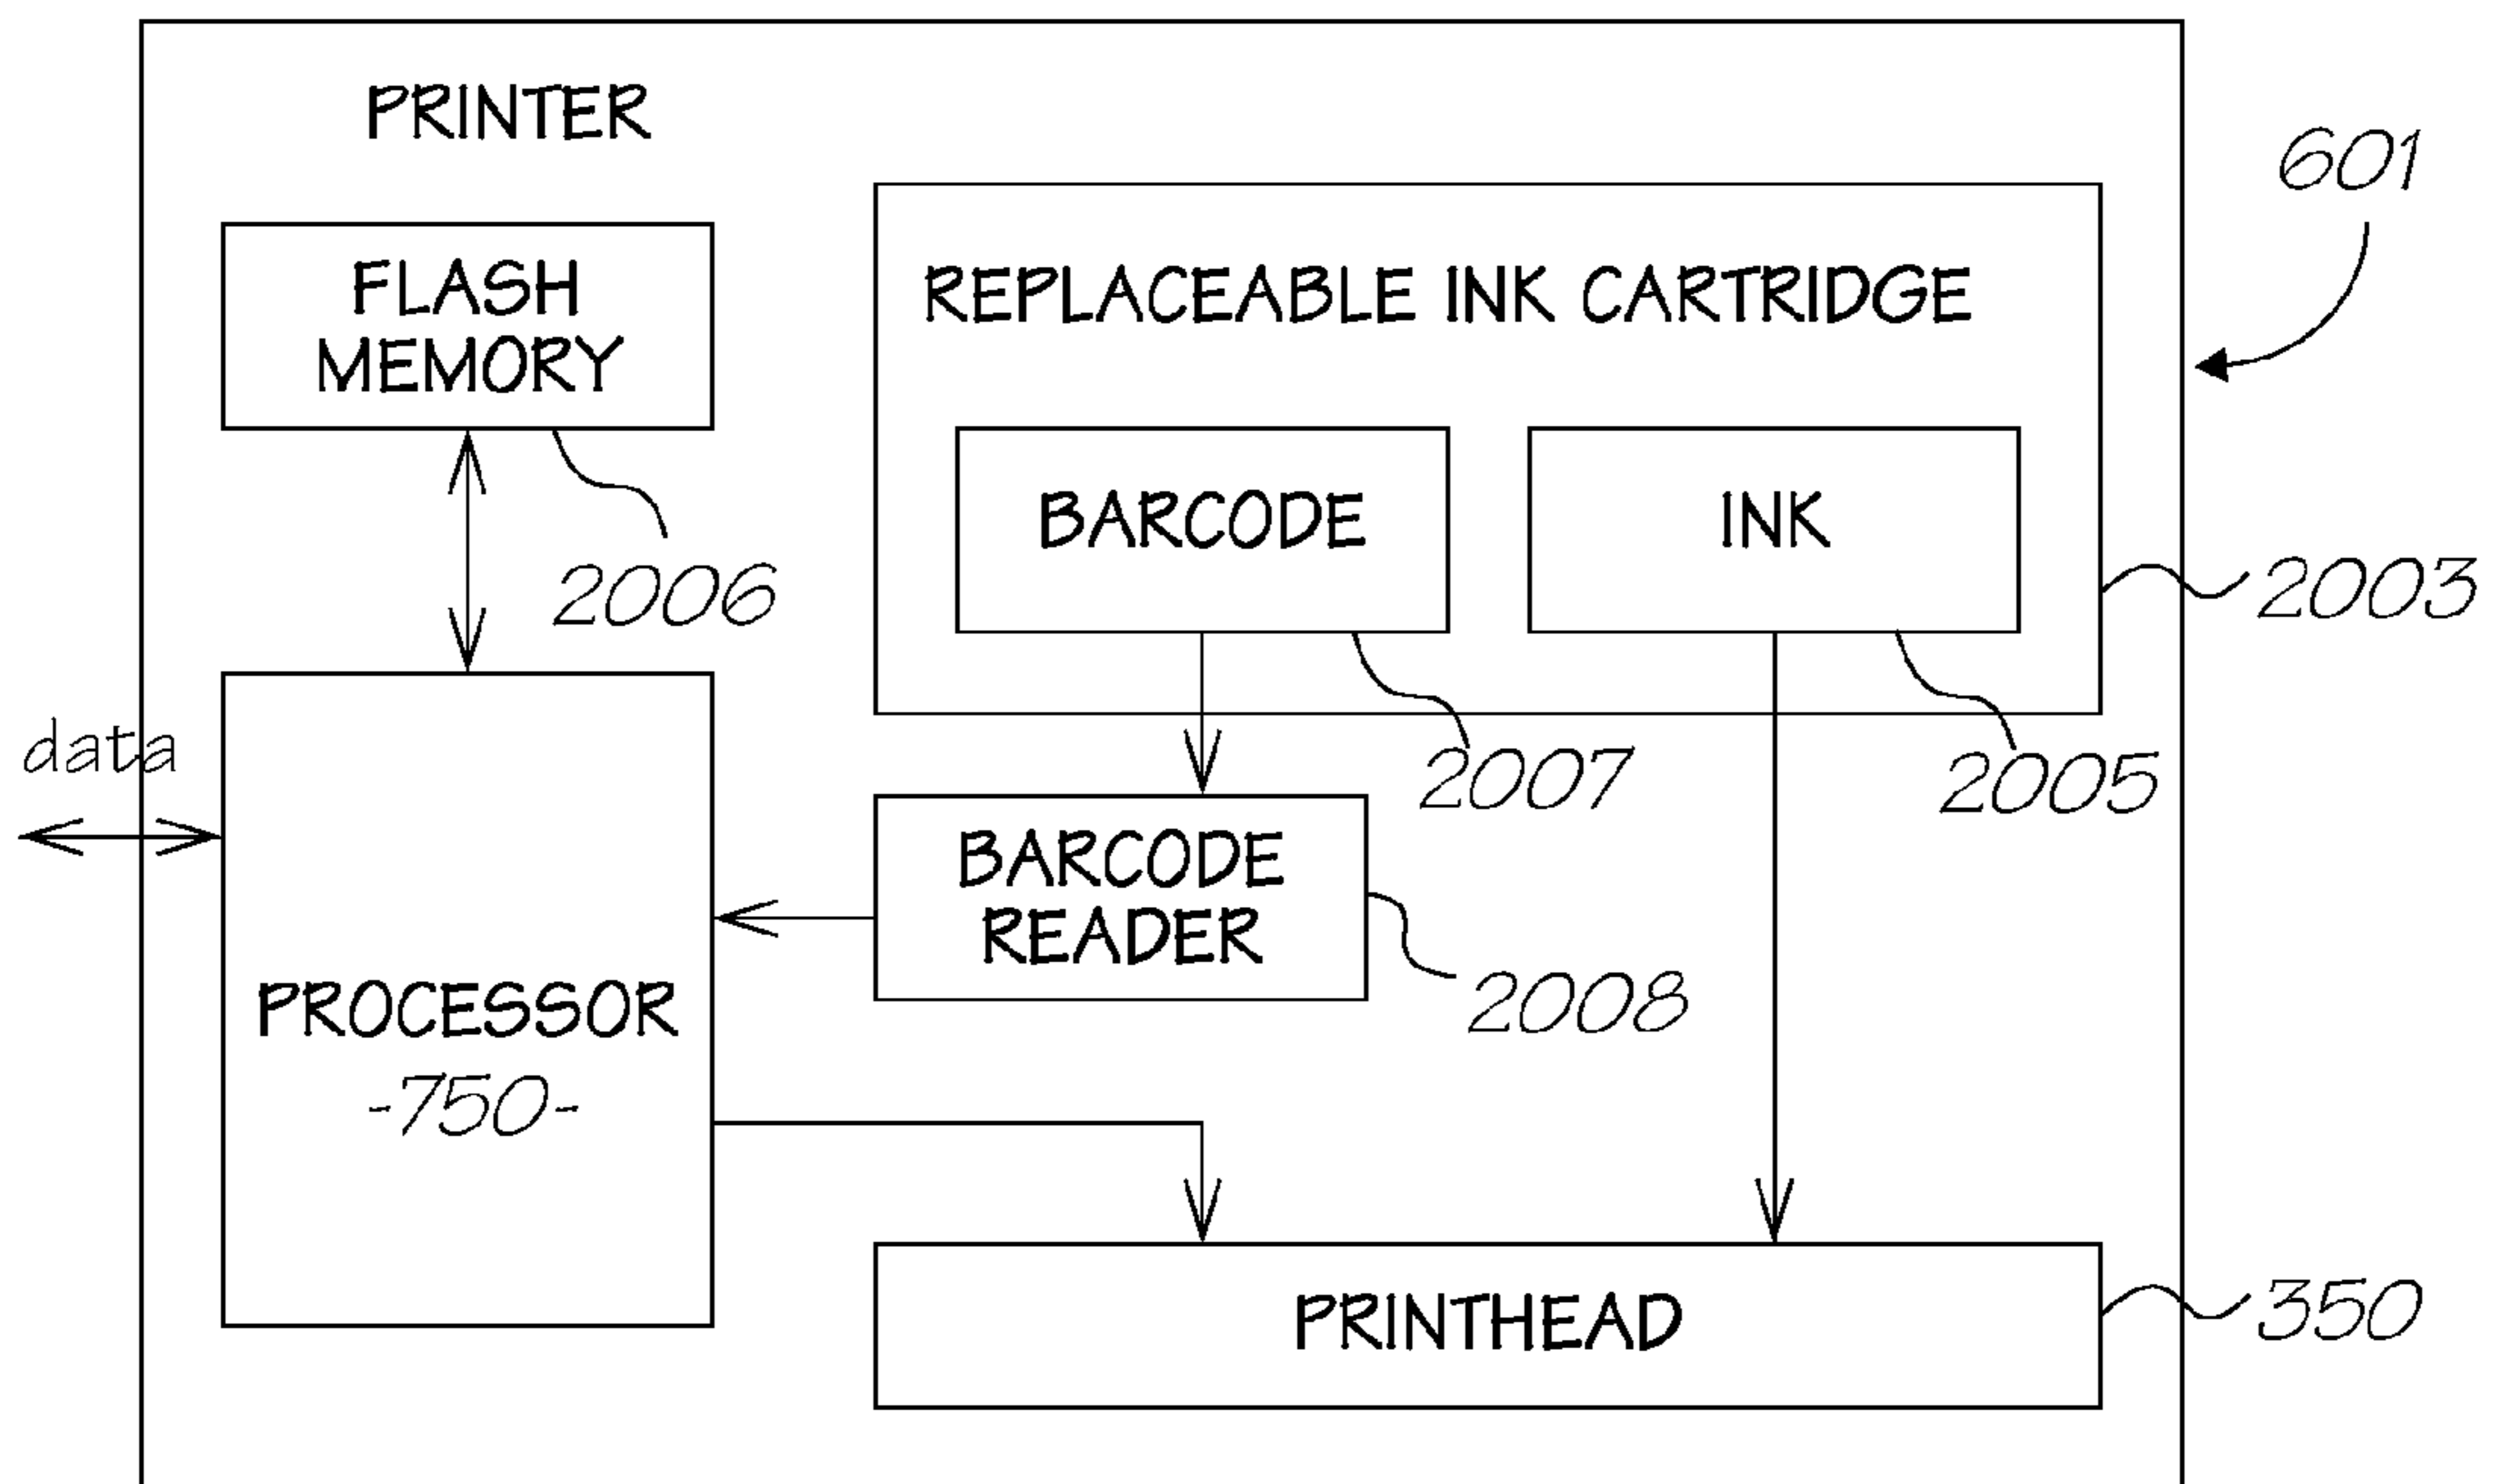 PRINTER
601
FLASH
MEMORY
REPLACEABLE INK CARTRIDGE
BARCODE
INK
2006
2003
data
2007
2005
BARCODE
READER
2008
PROCESSOR
-750-
PRINTHEAD
350